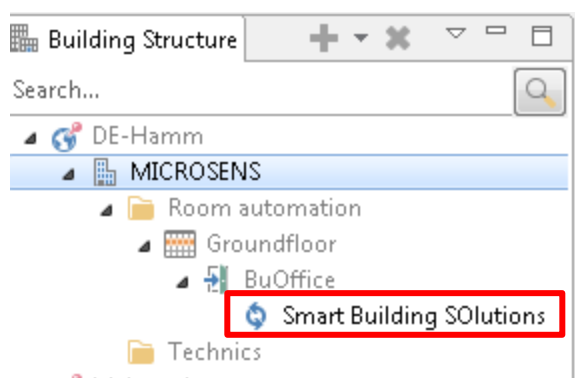 Building Structure
Search...
DE-Hamm
MICROSENS
Room automation
Groundfloor
BuOffice
Smart Building SOlutions
Technics